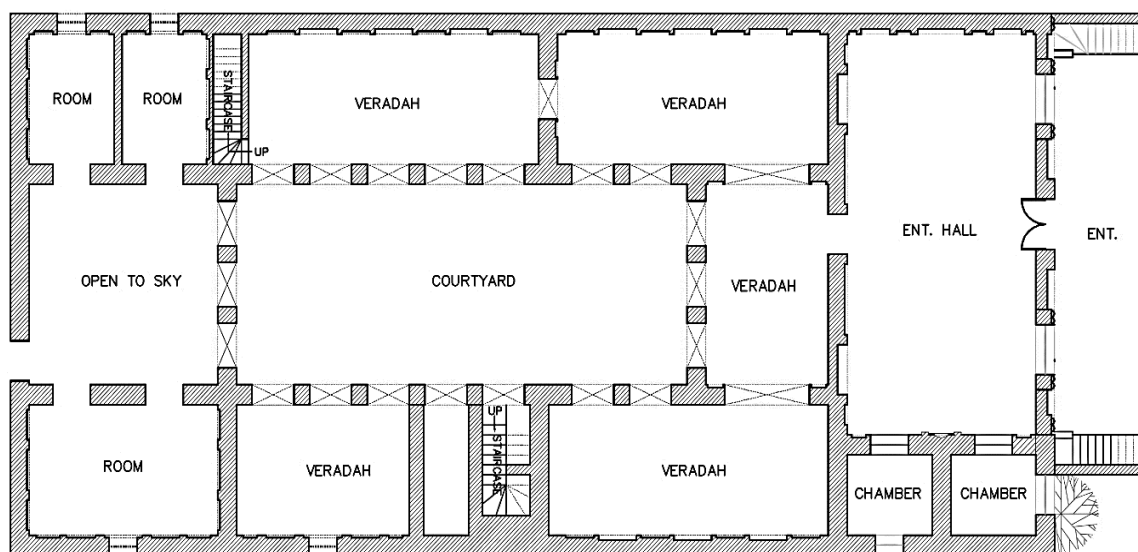 ROOM
ROOM
STAIRCASE
UP
VERADAH
VERADAH
ENT. HALL
ENT.
OPEN TO SKY
COURTYARD
VERADAH
ROOM
VERADAH
UP
STAIRCASE
VERADAH
CHAMBER
CHAMBER